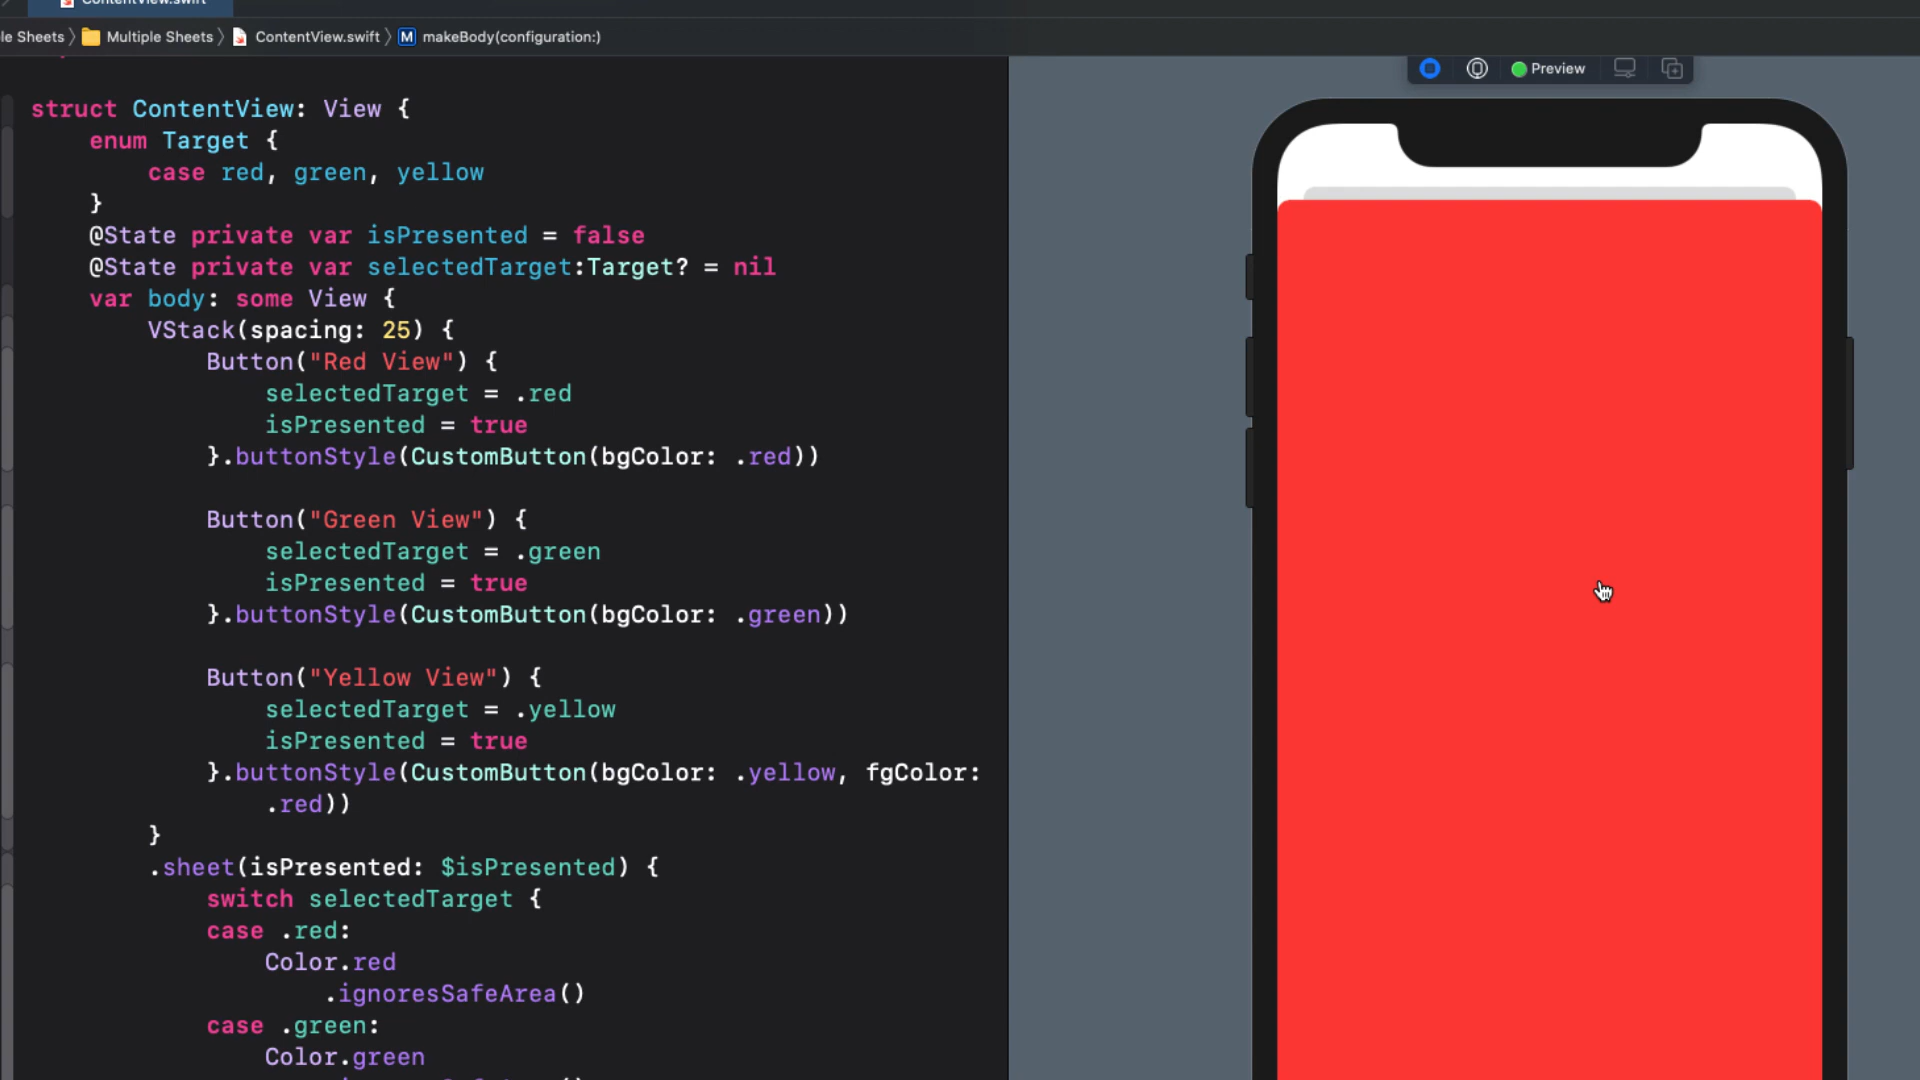 ContentView.swift
le Sheets 〉 Multiple Sheets 〉 ContentView.swift 〉 M makeBody(configuration:)
Preview
struct ContentView: View {
    enum Target {
        case red, green, yellow
    }
    @State private var isPresented = false
    @State private var selectedTarget:Target? = nil
    var body: some View {
        VStack(spacing: 25) {
            Button("Red View") {
                selectedTarget = .red
                isPresented = true
            }.buttonStyle(CustomButton(bgColor: .red))
            Button("Green View") {
                selectedTarget = .green
                isPresented = true
            }.buttonStyle(CustomButton(bgColor: .green))
            Button("Yellow View") {
                selectedTarget = .yellow
                isPresented = true
            }.buttonStyle(CustomButton(bgColor: .yellow, fgColor:
                .red))
        }
        .sheet(isPresented: $isPresented) {
            switch selectedTarget {
            case .red:
                Color.red
                    .ignoresSafeArea()
            case .green:
                Color.green